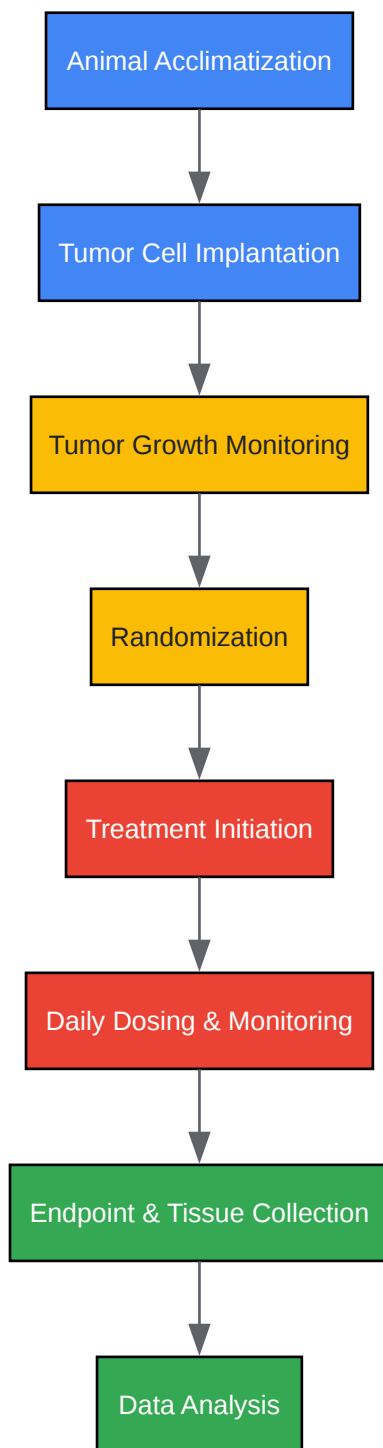 Animal Acclimatization
Tumor Cell Implantation
Tumor Growth Monitoring
Randomization
Treatment Initiation
Daily Dosing & Monitoring
Endpoint & Tissue Collection
Data Analysis